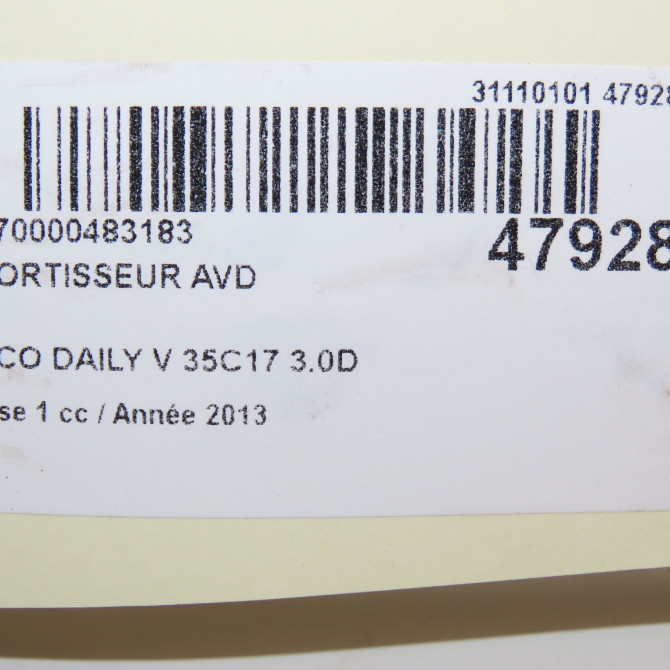 31110101 47928
70000483183
47928
ORTISSEUR AVD
CO DAILY V 35C17 3.0D
se 1 cc / Année 2013